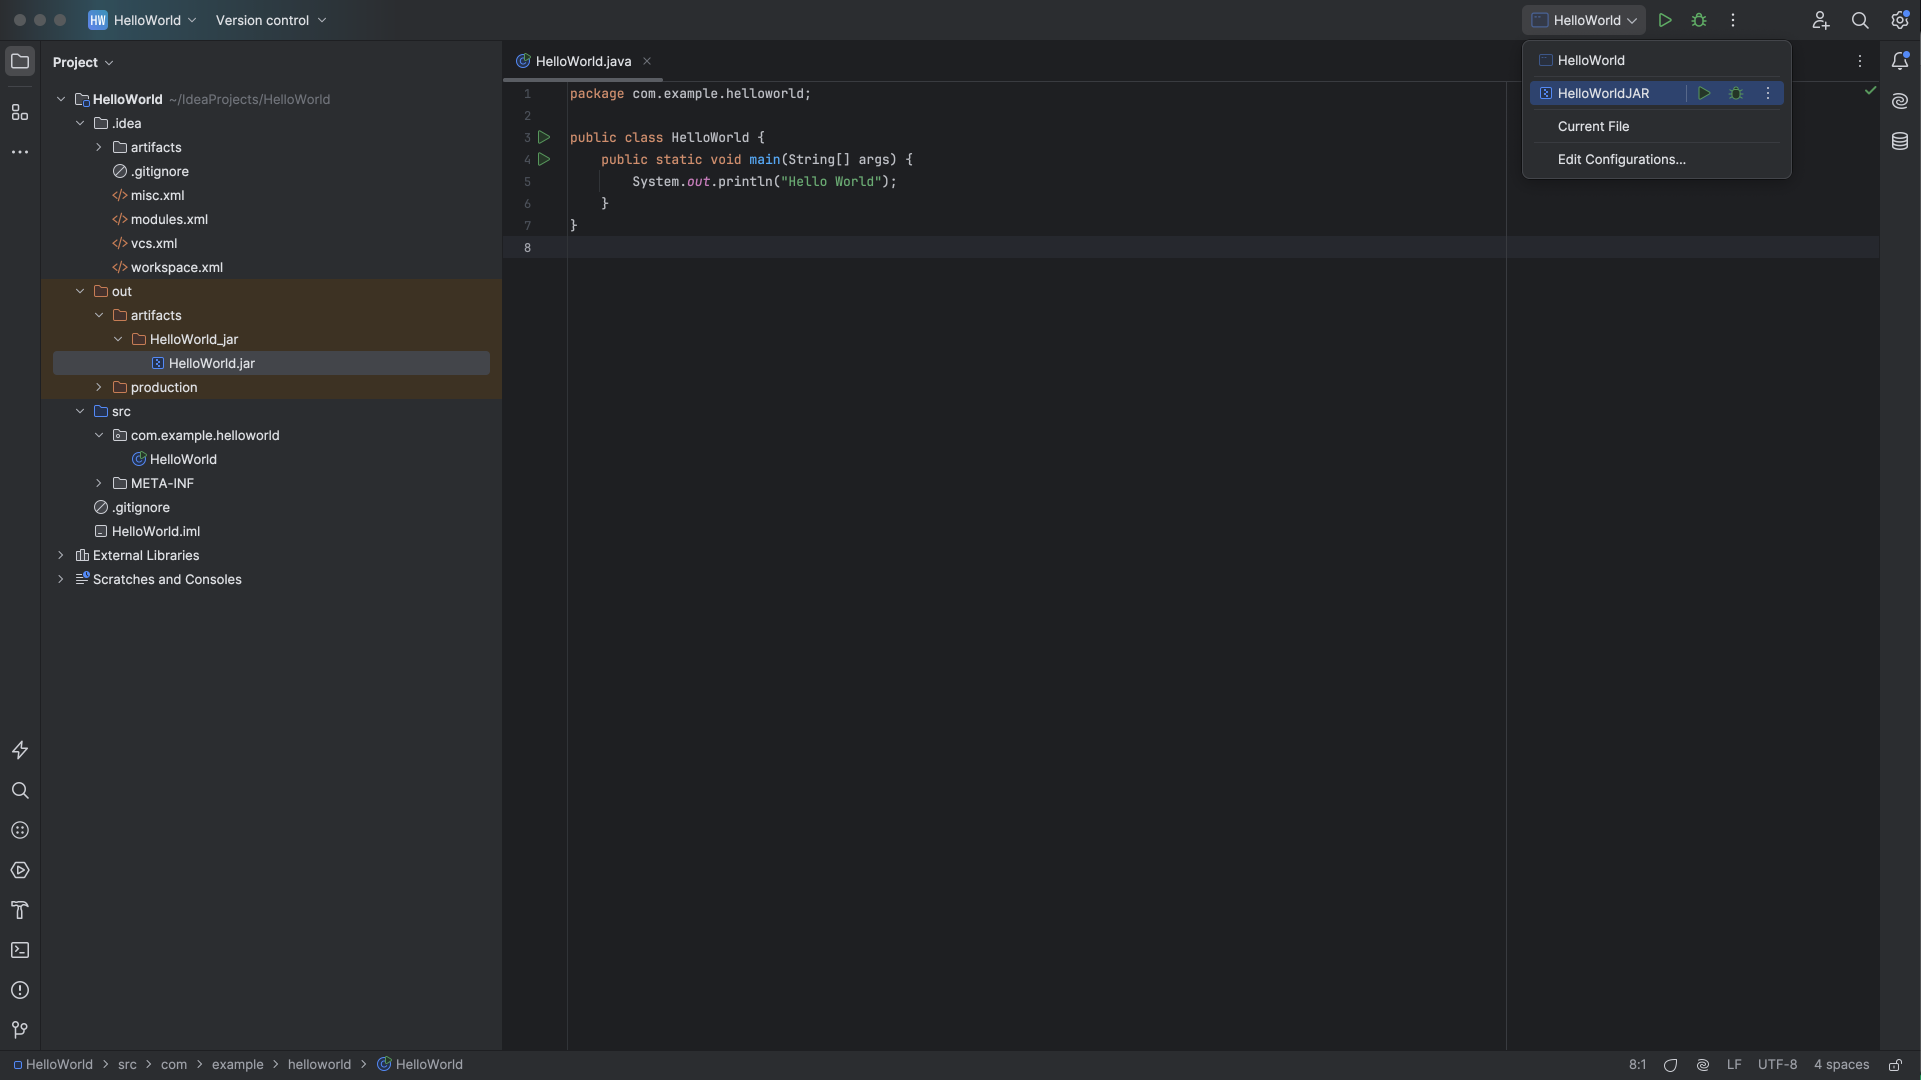 HW HelloWorld Version control HelloWorld
Project
HelloWorld ~/IdeaProjects/HelloWorld
.idea
artifacts
.gitignore
misc.xml
modules.xml
vcs.xml
workspace.xml
out
artifacts
HelloWorld_jar
HelloWorld.jar
production
src
com.example.helloworld
HelloWorld
META-INF
.gitignore
HelloWorld.iml
External Libraries
Scratches and Consoles
HelloWorld.java
1 package com.example.helloworld;
2
3 public class HelloWorld {
4 public static void main(String[] args) {
5 System.out.println("Hello World");
6 }
7 }
8
HelloWorld
HelloWorldJAR
Current File
Edit Configurations...
HelloWorld > src > com > example > helloworld > HelloWorld
8:1 LF UTF-8 4 spaces